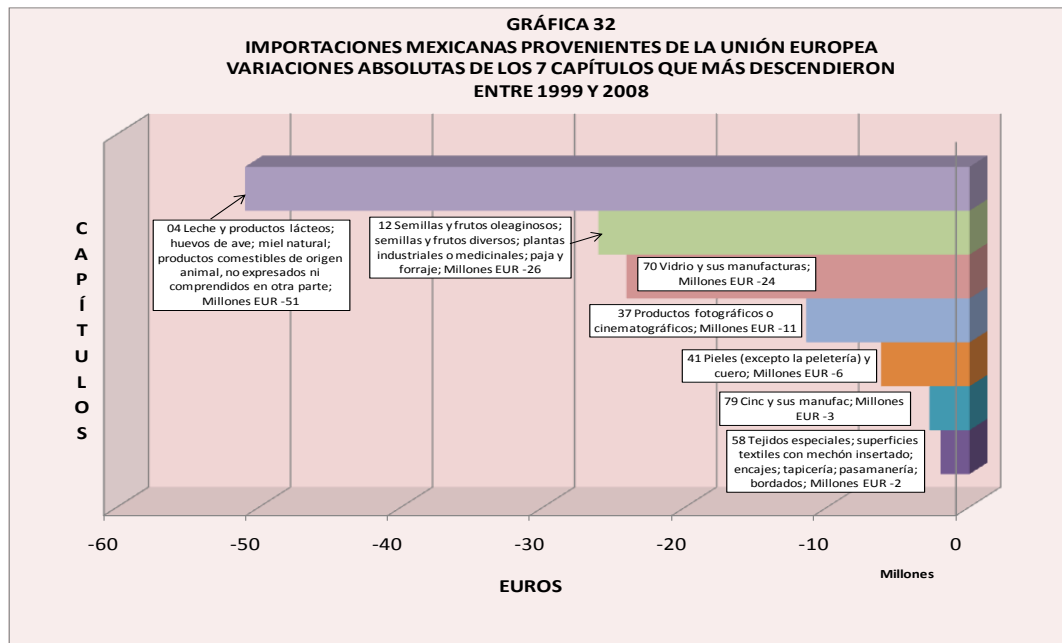 GRÁFICA 32
IMPORTACIONES MEXICANAS PROVENIENTES DE LA UNIÓN EUROPEA
VARIACIONES ABSOLUTAS DE LOS 7 CAPÍTULOS QUE MÁS DESCENDIERON
ENTRE 1999 Y 2008
C
A
P
Í
T
U
L
O
S
04 Leche y productos lácteos;
huevos de ave; miel natural;
productos comestibles de origen
animal, no expresados ni
comprendidos en otra parte;
Millones EUR -51
12 Semillas y frutos oleaginosos;
semillas y frutos diversos; plantas
industriales o medicinales; paja y
forraje; Millones EUR -26
70 Vidrio y sus manufacturas;
Millones EUR -24
37 Productos fotográficos o
cinematográficos; Millones EUR -11
41 Pieles (excepto la peletería) y
cuero; Millones EUR -6
79 Cinc y sus manufac; Millones
EUR -3
58 Tejidos especiales; superficies
textiles con mechón insertado;
encajes; tapicería; pasamanería;
bordados; Millones EUR -2
-60 -50 -40 -30 -20 -10 0
Millones
EUROS